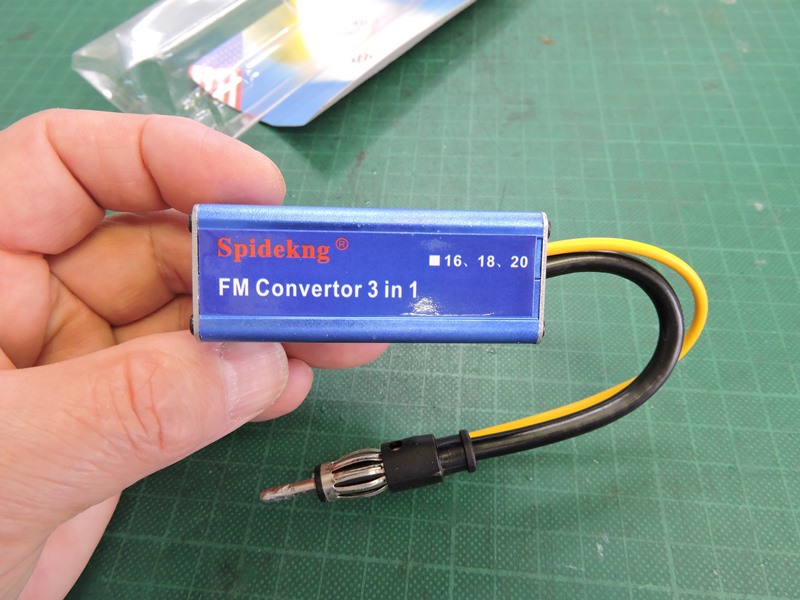 Spidekng®
■16、18、20
FM Convertor 3 in 1